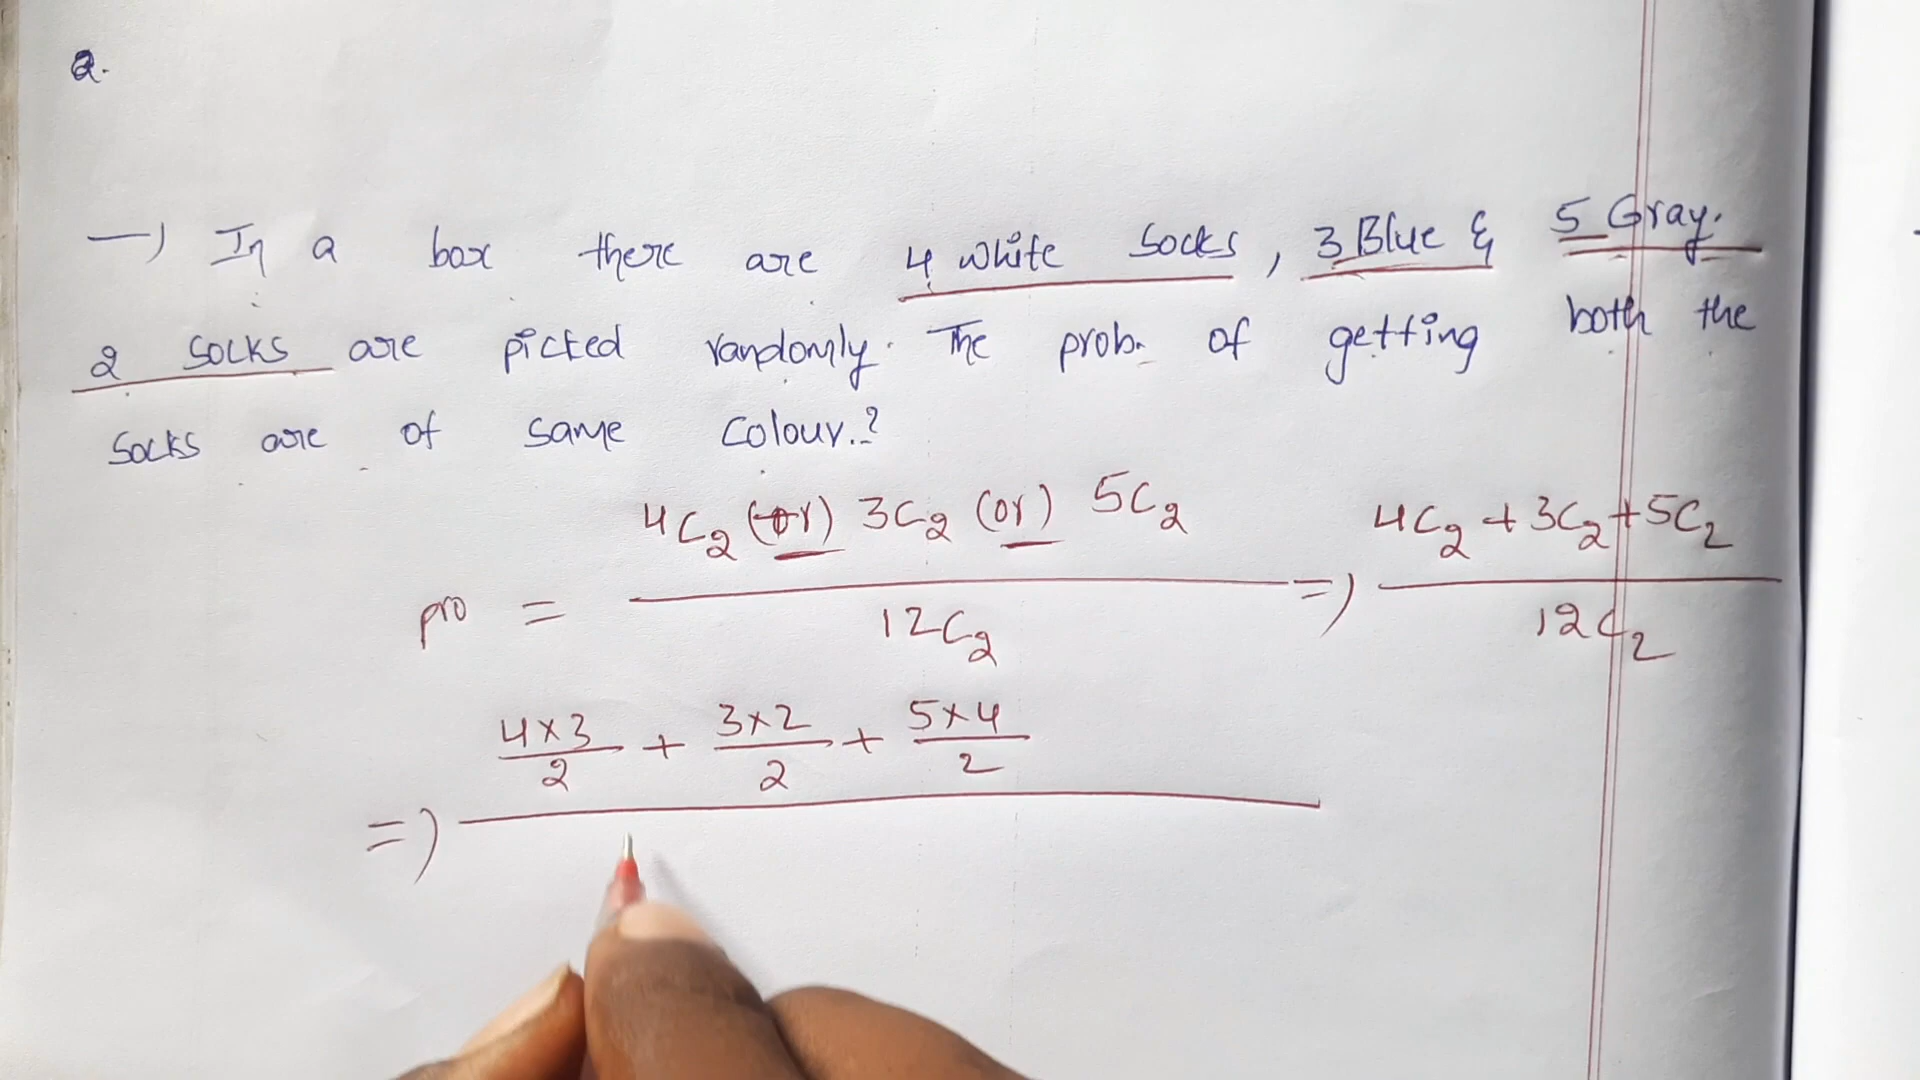 2.
—) In a box there are 4 white socks, 3 Blue & 5 Gray.
2 socks are picked randomly. The prob. of getting both the
socks are of same colour.?
4C₂ (or) 3C₂ (or) 5C₂
pro = ――― =) 4C₂ + 3C₂ + 5C₂
12C₂ 12C₂
4×3 + 3×2 + 5×4
2 2 2
=)